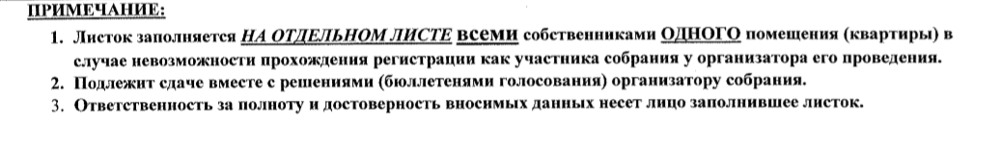 ПРИМЕЧАНИЕ:
1. Листок заполняется НА ОТДЕЛЬНОМ ЛИСТЕ всеми собственниками ОДНОГО помещения (квартиры) в
случае невозможности прохождения регистрации как участника собрания у организатора его проведения.
2. Подлежит сдаче вместе с решениями (бюллетенями голосования) организатору собрания.
3. Ответственность за полноту и достоверность вносимых данных несет лицо заполнившее листок.